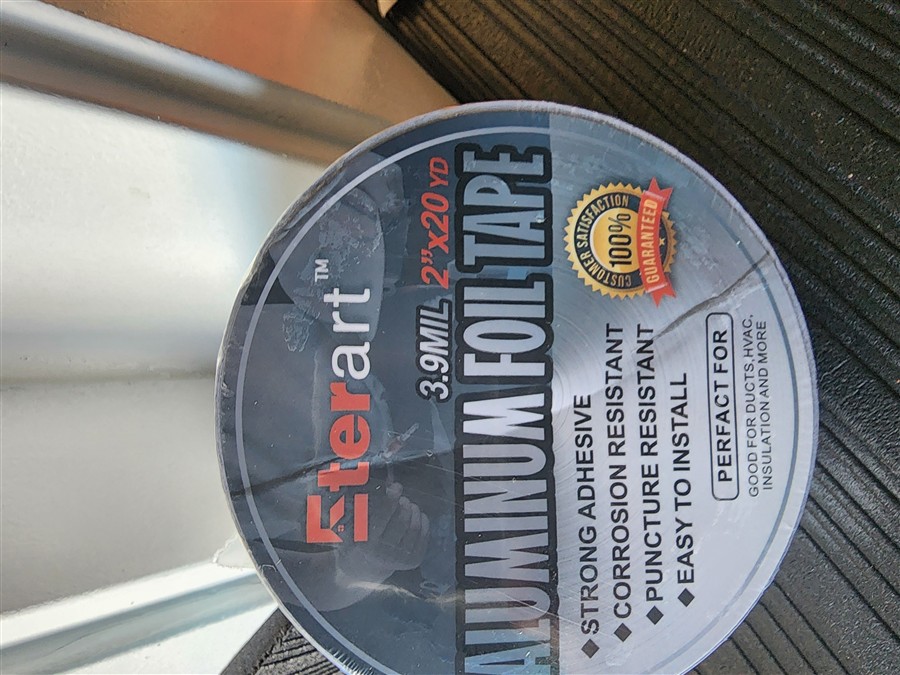 Eterart™
3.9MIL 2"x20 YD
ALUMINUM FOIL TAPE
CUSTOMER SATISFACTION
100%
GUARANTEED
◆STRONG ADHESIVE
◆CORROSION RESISTANT
◆PUNCTURE RESISTANT
◆EASY TO INSTALL
PERFACT FOR
GOOD FOR DUCTS, HVAC,
INSULATION AND MORE